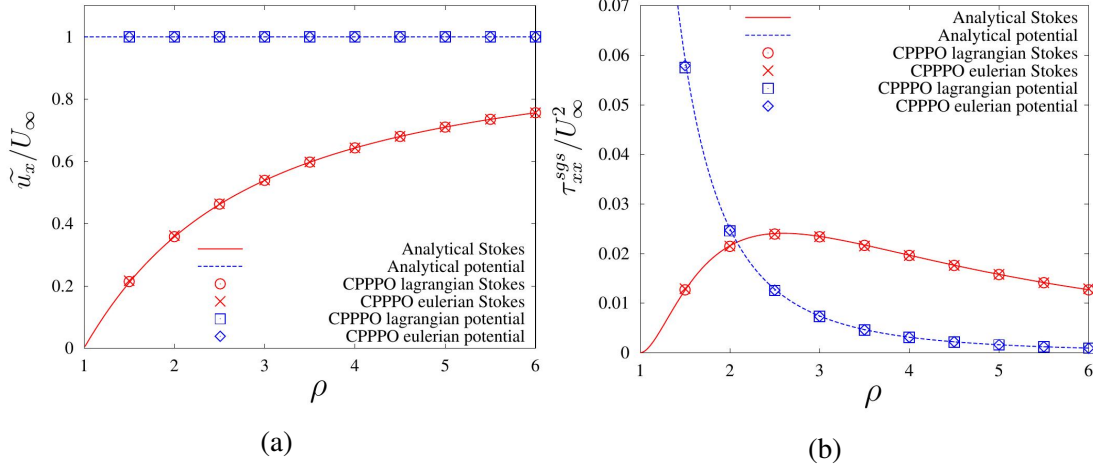 1
0.8
0.6
0.4
0.2
0
ũ_x/U_∞
Analytical Stokes
Analytical potential
CPPPO lagrangian Stokes
CPPPO eulerian Stokes
CPPPO lagrangian potential
CPPPO eulerian potential
1 2 3 4 5 6
ρ
(a)
0.07
0.06
0.05
0.04
0.03
0.02
0.01
0
τ_{xx}^{sgs}/U_∞^2
Analytical Stokes
Analytical potential
CPPPO lagrangian Stokes
CPPPO eulerian Stokes
CPPPO lagrangian potential
CPPPO eulerian potential
1 2 3 4 5 6
ρ
(b)